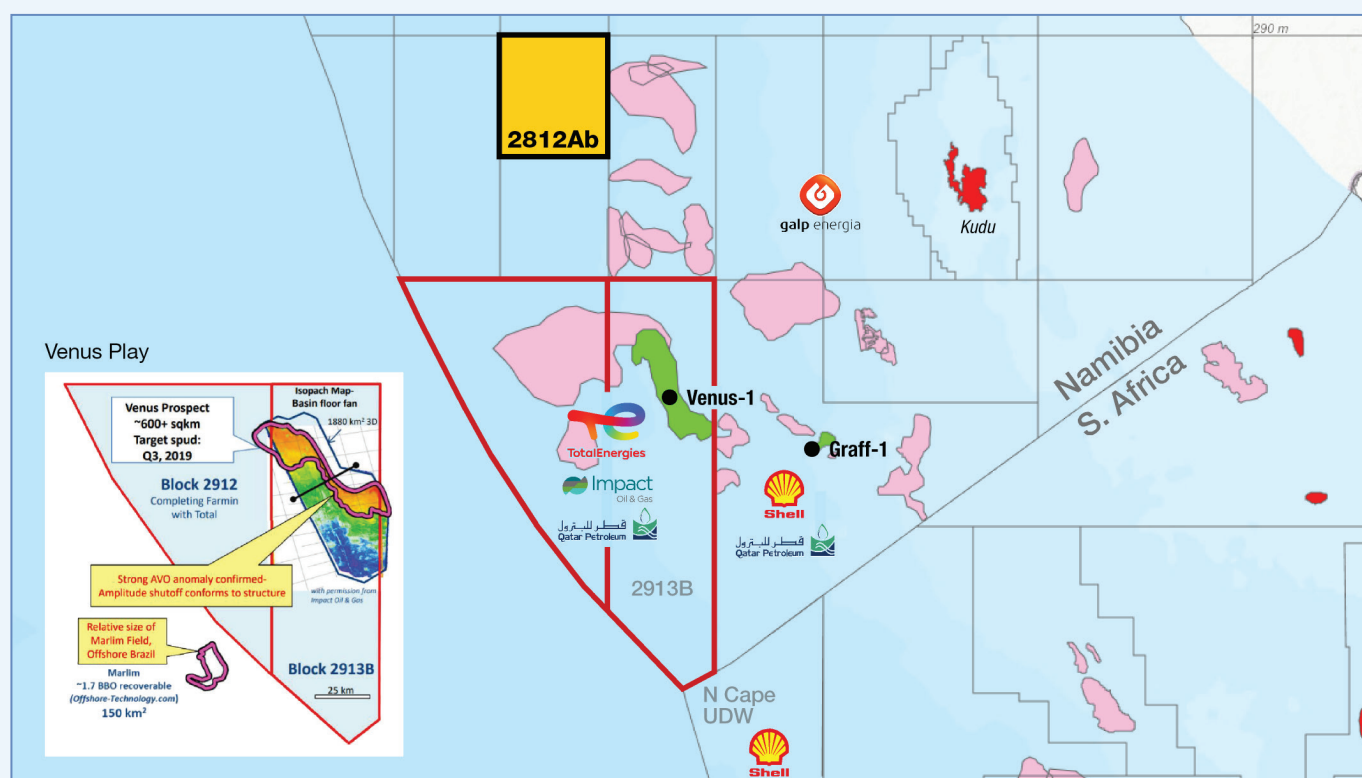 290 m
2812Ab
galp energia
Kudu
Namibia
S. Africa
Venus-1
Graff-1
TotalEnergies
Impact
Oil & Gas
قطر للبترول
Qatar Petroleum
Shell
قطر للبترول
Qatar Petroleum
2913B
N Cape
UDW
Shell
Venus Play
Isopach Map-
Basin floor fan
1880 km² 3D
Venus Prospect
~600+ sqkm
Target spud:
Q3, 2019
Block 2912
Completing Farmin
with Total
Strong AVO anomaly confirmed-
Amplitude shutoff conforms to structure
with permission from
Impact Oil & Gas
Relative size of
Marlim Field,
Offshore Brazil
Marlim
~1.7 BBO recoverable
(Offshore-Technology.com)
150 km²
Block 2913B
25 km